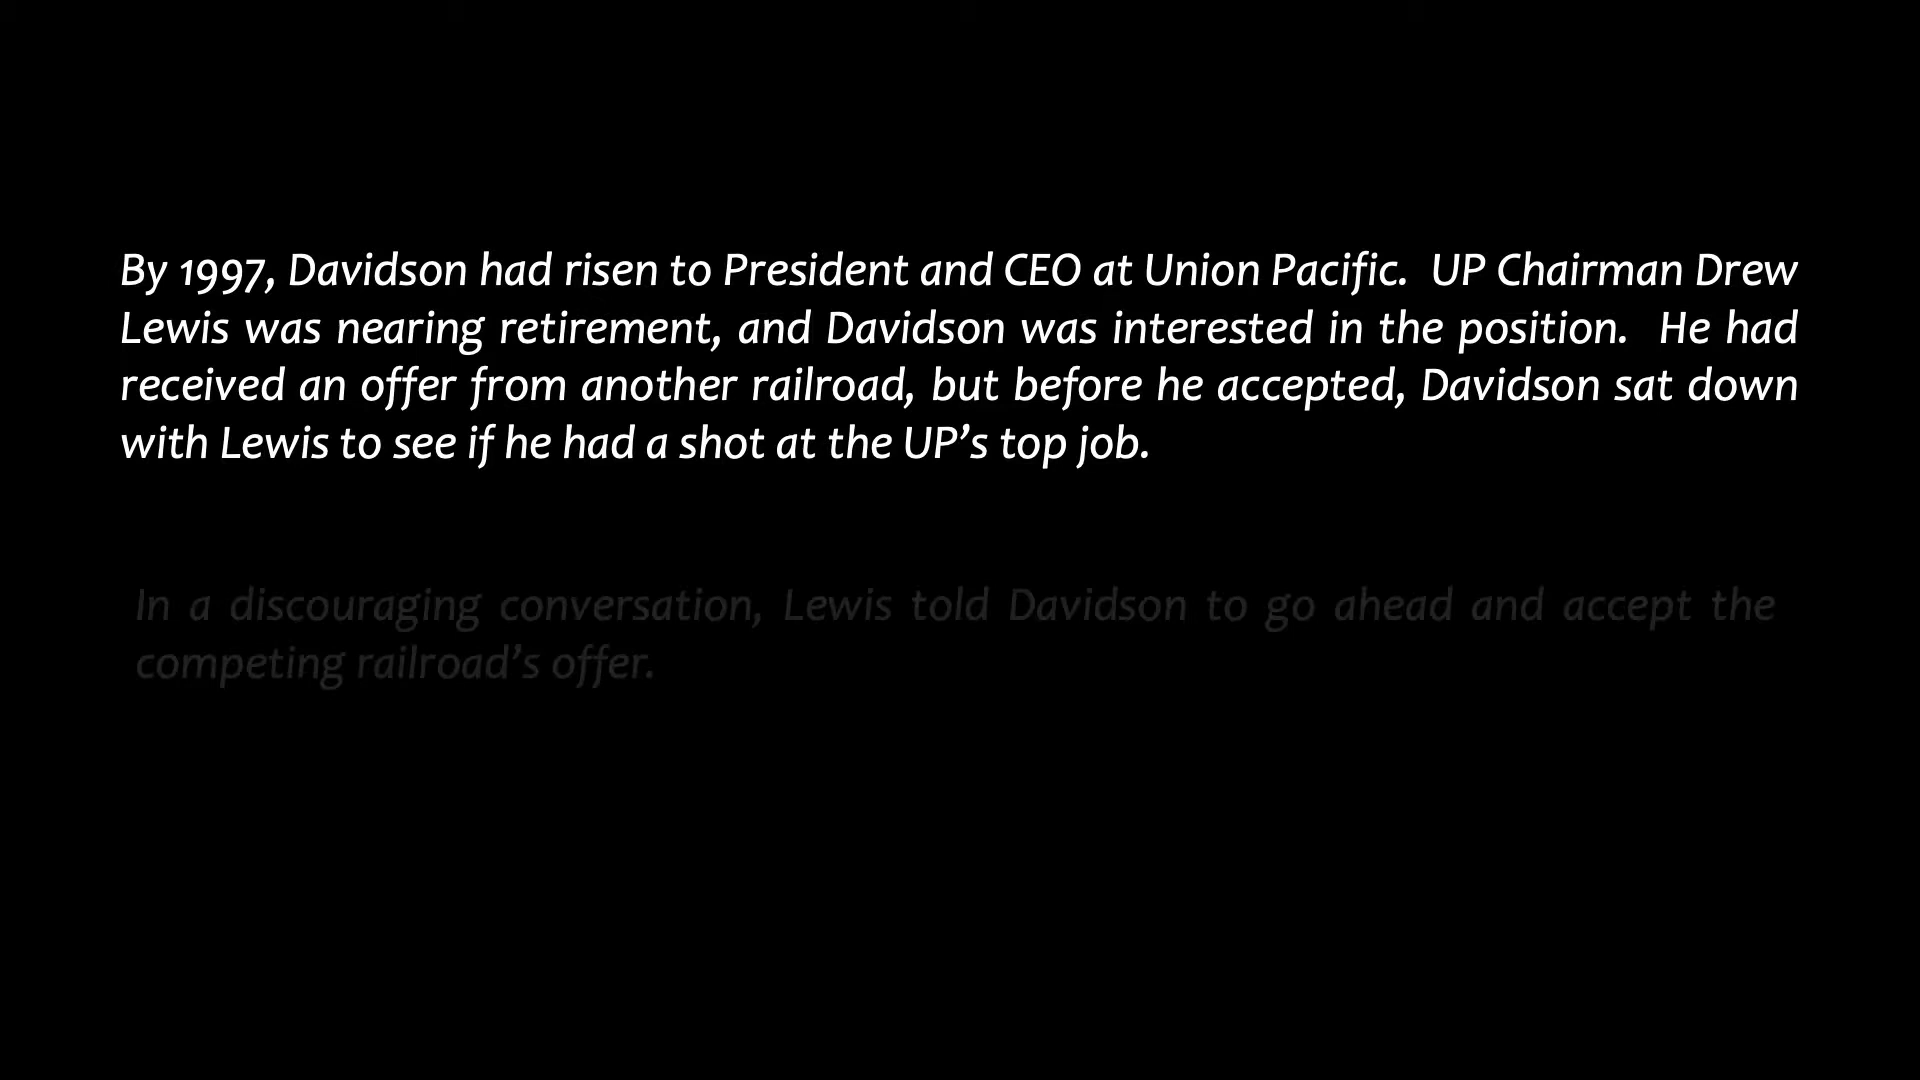 By 1997, Davidson had risen to President and CEO at Union Pacific.  UP Chairman Drew
Lewis was nearing retirement, and Davidson was interested in the position.  He had
received an offer from another railroad, but before he accepted, Davidson sat down
with Lewis to see if he had a shot at the UP’s top job.
In a discouraging conversation, Lewis told Davidson to go ahead and accept the
competing railroad’s offer.